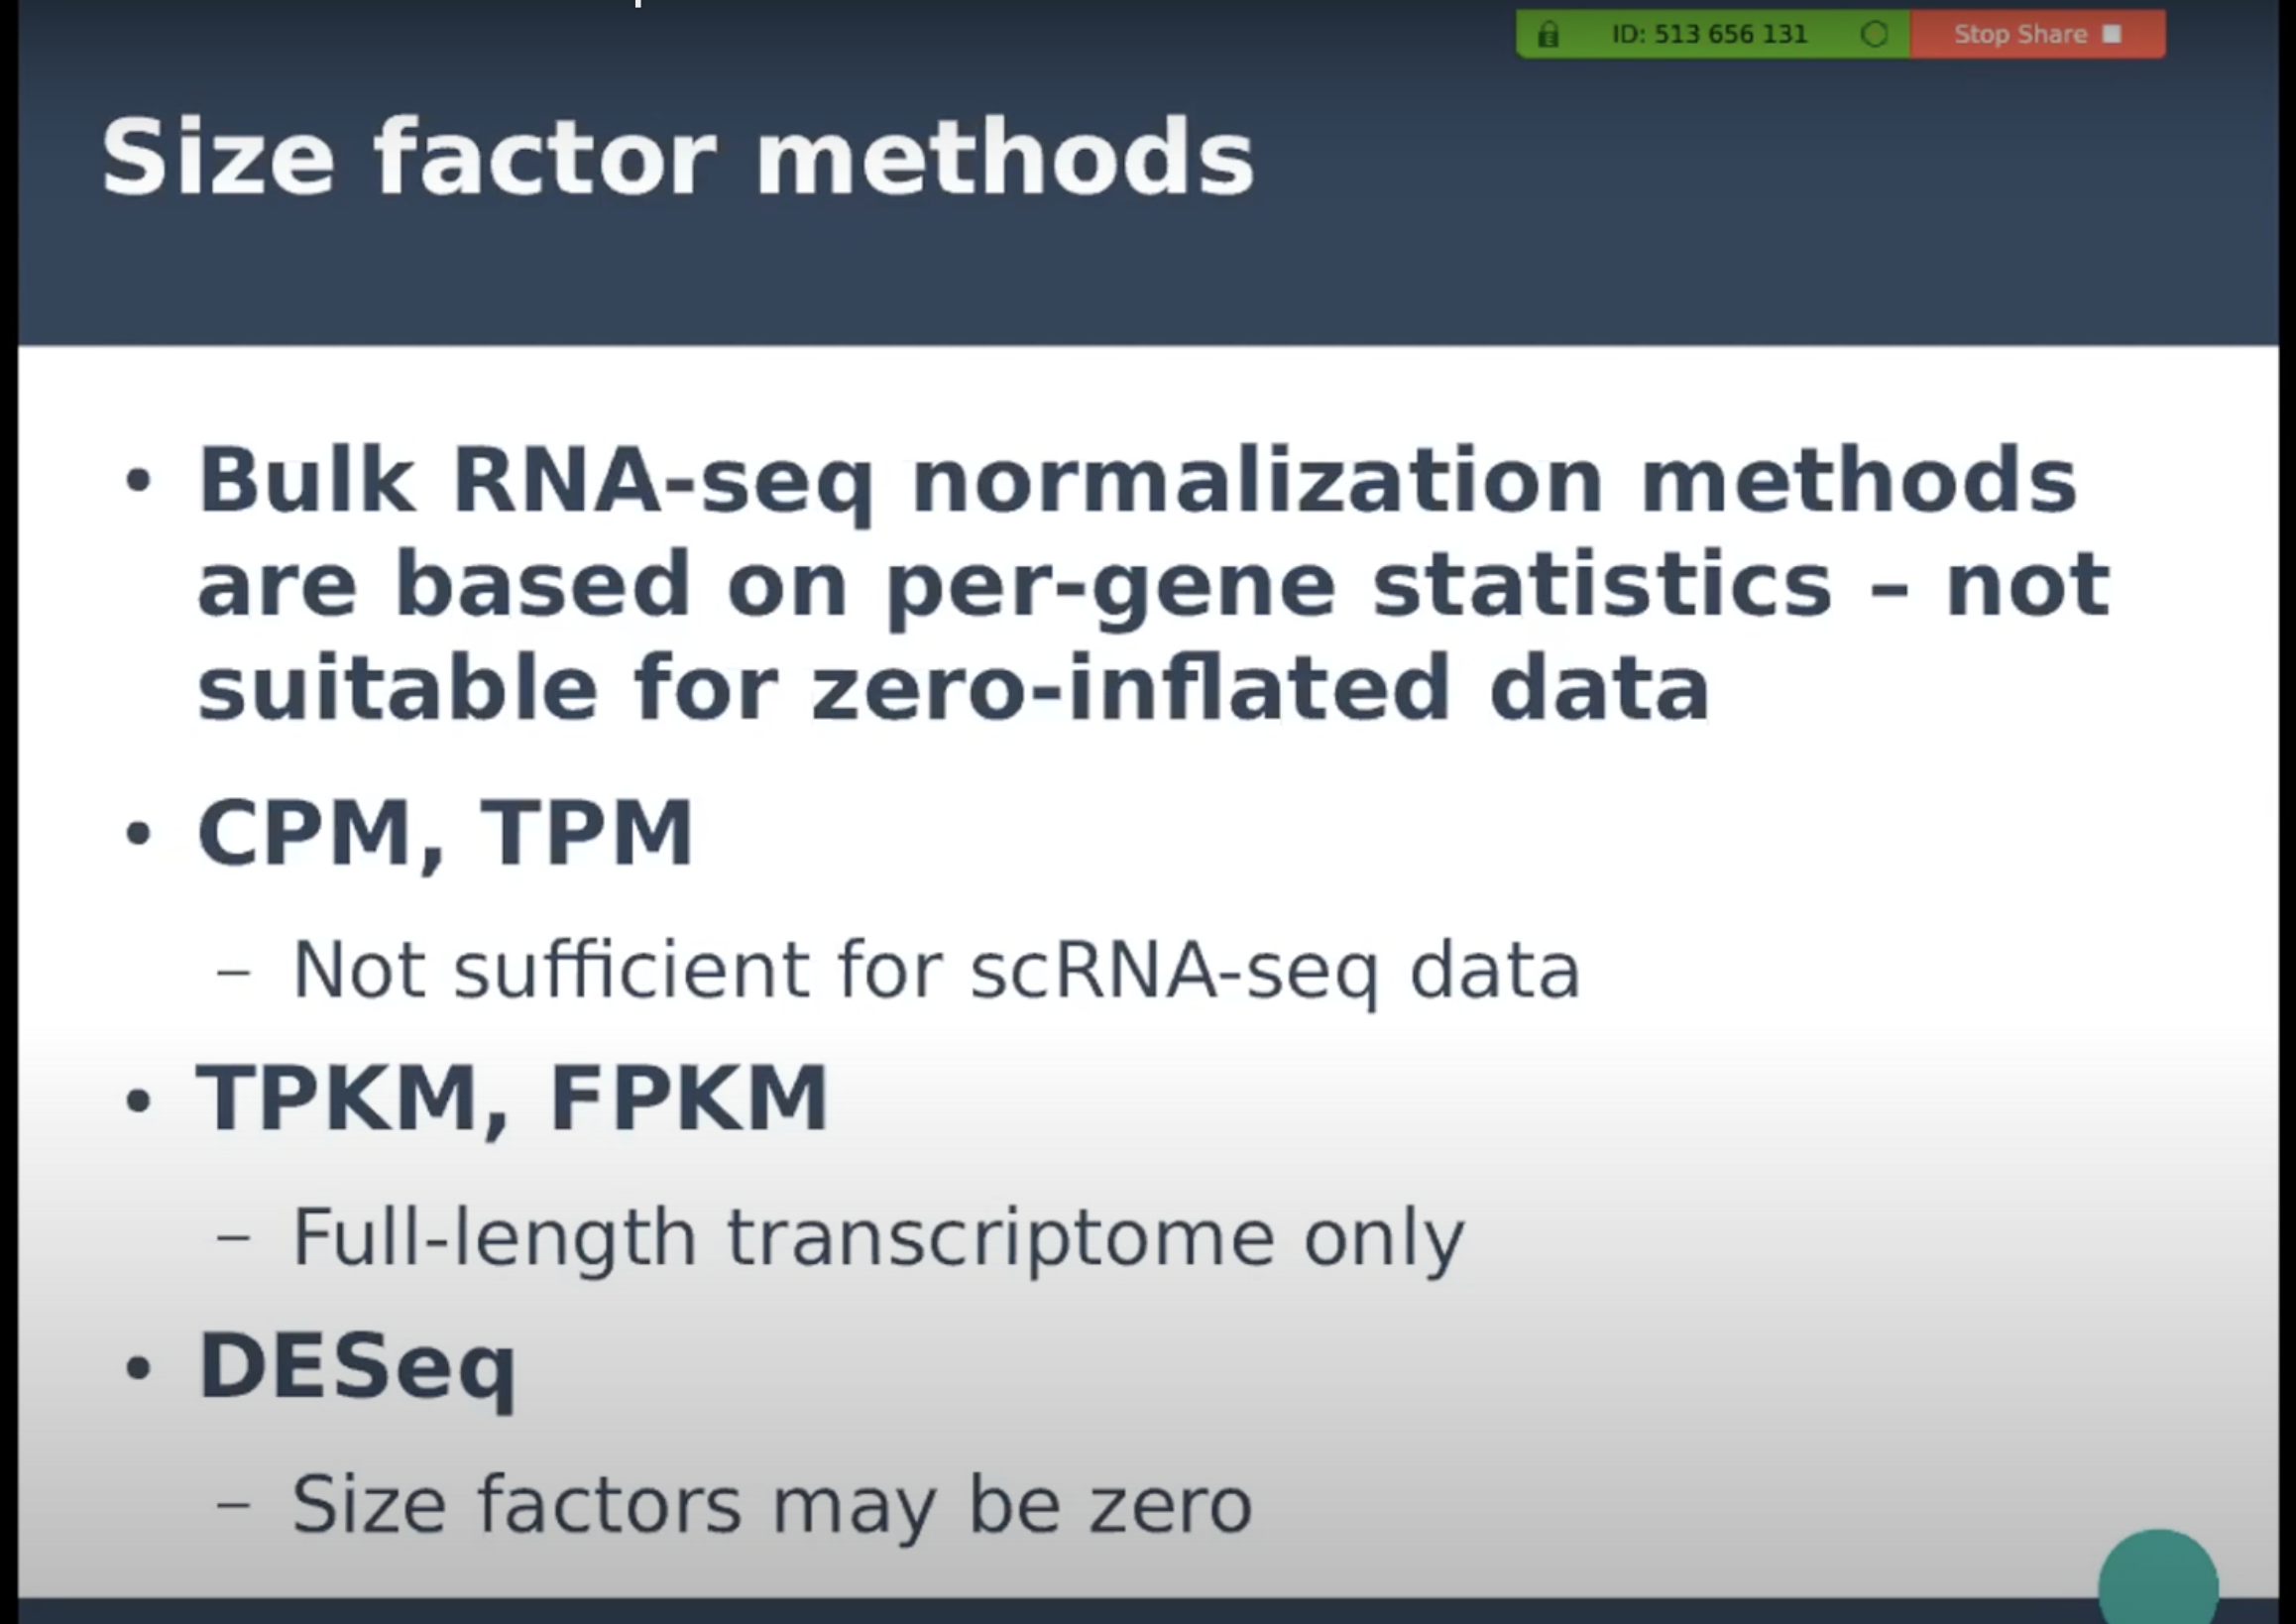 ID: 513 656 131
Stop Share
Size factor methods
• Bulk RNA-seq normalization methods
are based on per-gene statistics – not
suitable for zero-inflated data
• CPM, TPM
– Not sufficient for scRNA-seq data
• TPKM, FPKM
– Full-length transcriptome only
• DESeq
– Size factors may be zero